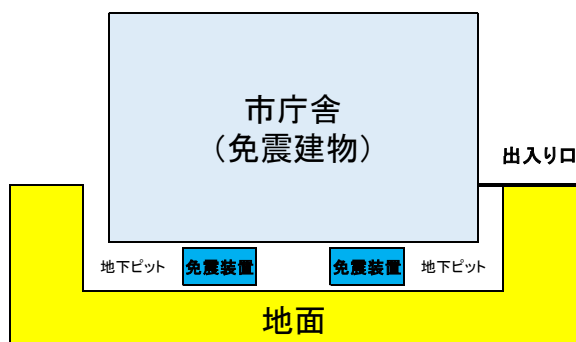 市庁舎
（免震建物）
出入り口
地下ピット
免震装置
免震装置
地下ピット
地面